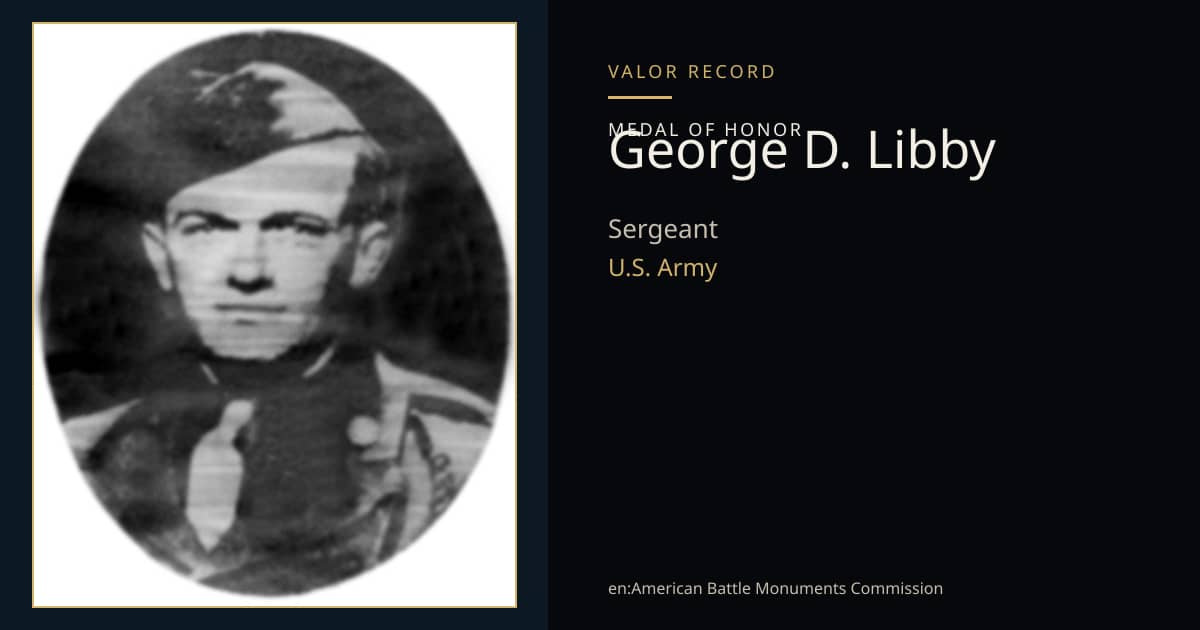 VALOR RECORD
MEDAL OF HONOR
George D. Libby
Sergeant
U.S. Army
en:American Battle Monuments Commission